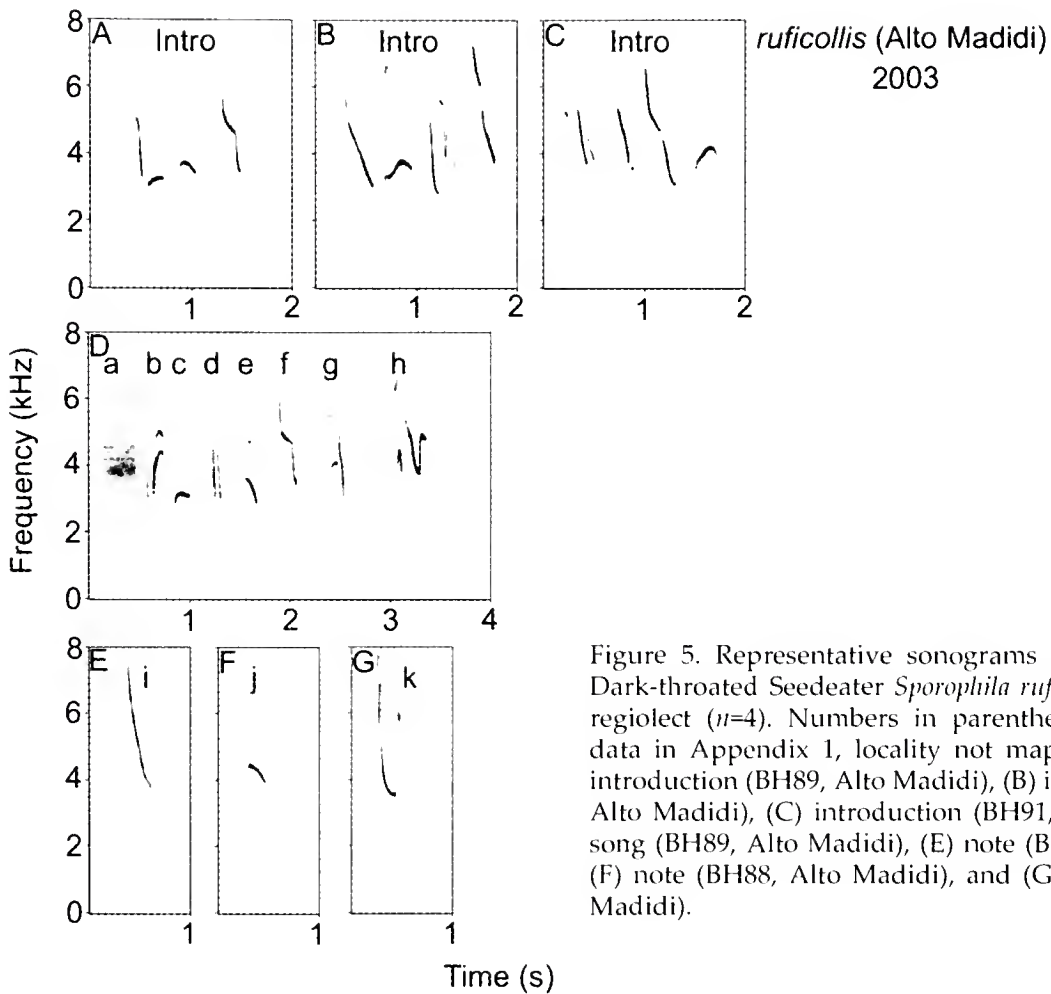 A Intro B Intro C Intro ruficollis (Alto Madidi)
2003
8
6
4
2
0
1 2 1 2 1 2
D a b c d e f g h
8
6
4
2
0
1 2 3 4
Frequency (kHz)
E i F j G k
8
6
4
2
0
1 1 1
Time (s)
Figure 5. Representative sonograms
Dark-throated Seedeater Sporophila ruf
regiolect (n=4). Numbers in parenthe
data in Appendix 1, locality not map
introduction (BH89, Alto Madidi), (B) i
Alto Madidi), (C) introduction (BH91,
song (BH89, Alto Madidi), (E) note (B
(F) note (BH88, Alto Madidi), and (G
Madidi).